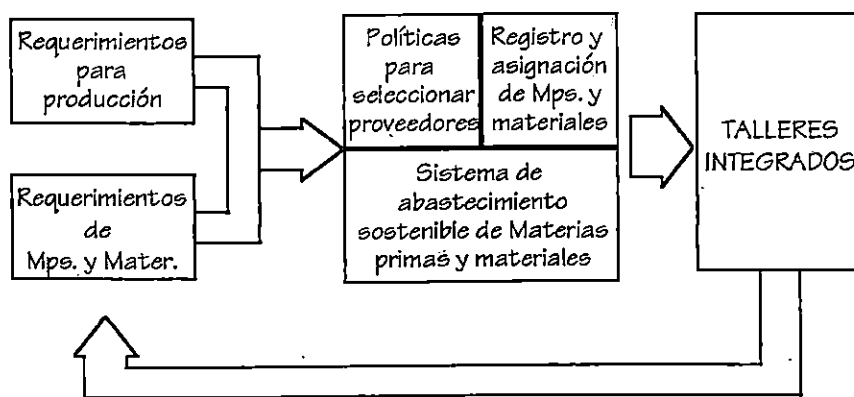 Requerimientos
para
producción
Requerimientos
de
Mps. y Mater.
Políticas
para
seleccionar
proveedores
Registro y
asignación
de Mps. y
materiales
Sistema de
abastecimiento
sostenible de Materias
primas y materiales
TALLERES
INTEGRADOS